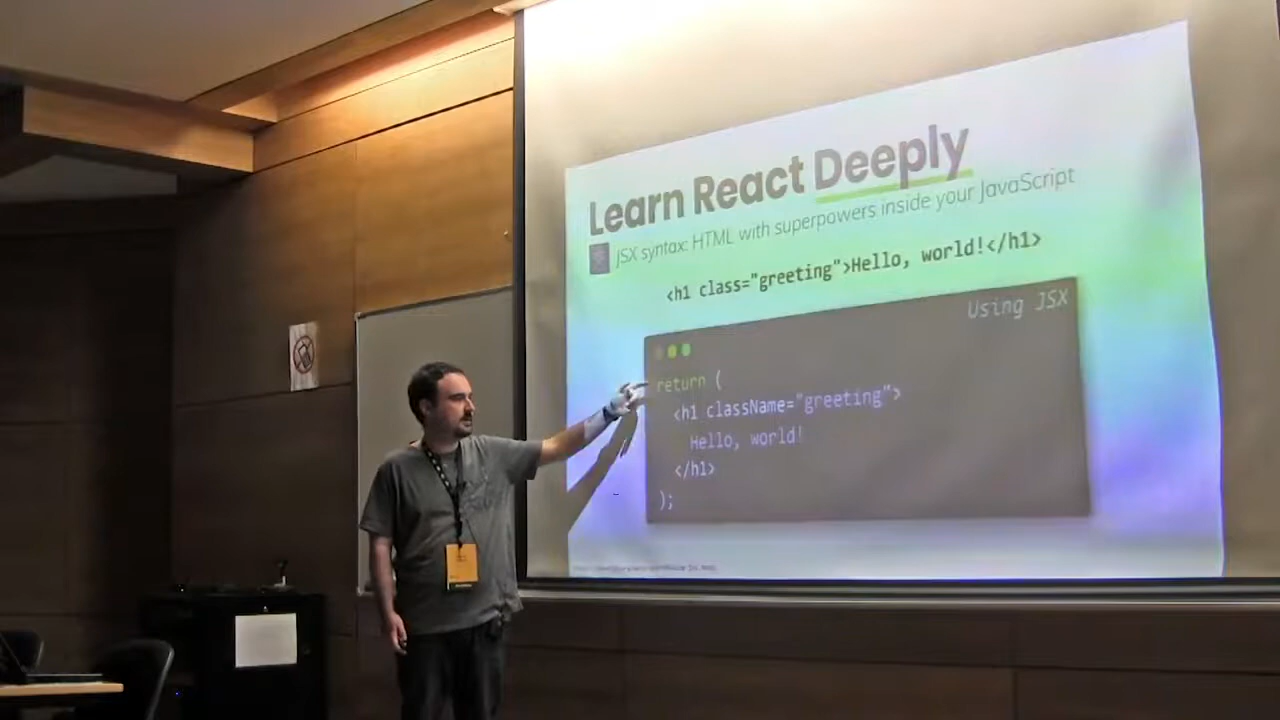 Learn React Deeply
JSX syntax: HTML with superpowers inside your JavaScript
<h1 class="greeting">Hello, world!</h1>
Using JSX
return (
<h1 className="greeting">
Hello, world!
</h1>
);